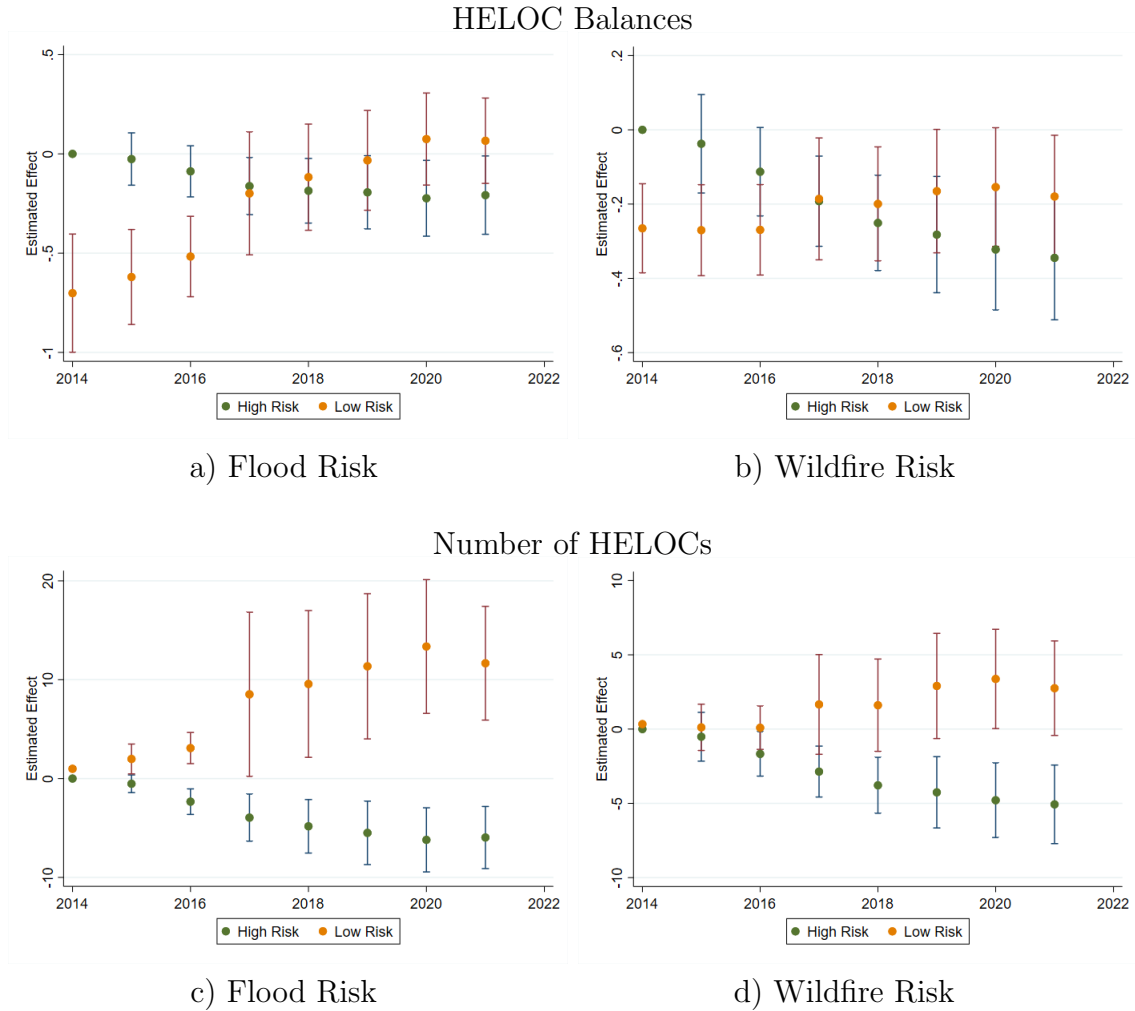 HELOC Balances
Estimated Effect
.5
0
-.5
-1
2014 2016 2018 2020 2022
High Risk Low Risk
a) Flood Risk
Estimated Effect
.2
0
-.2
-.4
-.6
2014 2016 2018 2020 2022
High Risk Low Risk
b) Wildfire Risk
Number of HELOCs
Estimated Effect
20
10
0
-10
2014 2016 2018 2020 2022
High Risk Low Risk
c) Flood Risk
Estimated Effect
10
5
0
-5
-10
2014 2016 2018 2020 2022
High Risk Low Risk
d) Wildfire Risk